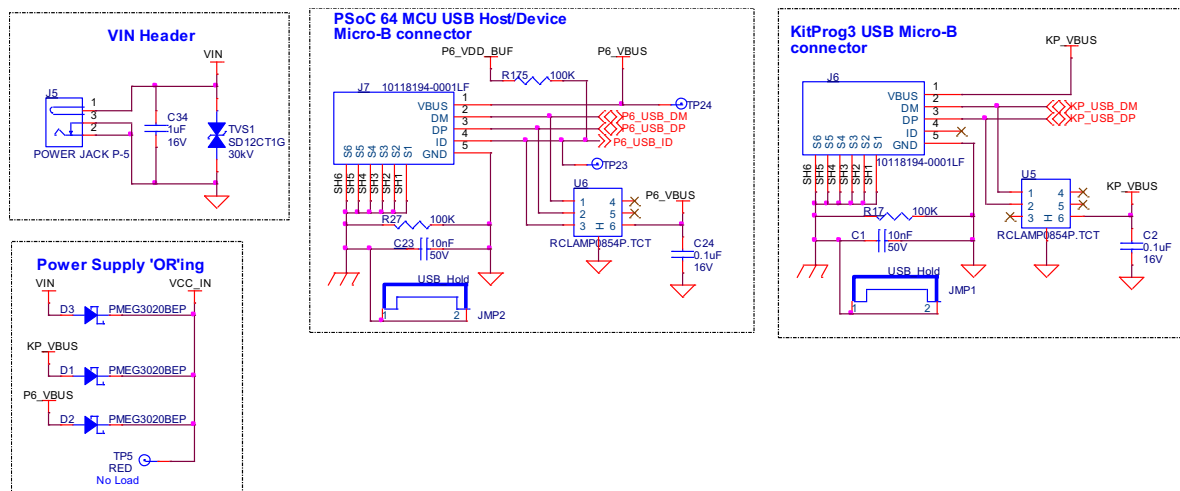 VIN Header
VIN
J5
1
3
2
POWER JACK P-5
C34
1uF
16V
TVS1
SD12CT1G
30kV
Power Supply 'OR'ing
VIN
VCC_IN
D3
PMEG3020BEP
KP_VBUS
D1
PMEG3020BEP
P6_VBUS
D2
PMEG3020BEP
TP5
RED
No Load
PSoC 64 MCU USB Host/Device
Micro-B connector
P6_VDD_BUF
P6_VBUS
R175
100K
J7
10118194-0001LF
VBUS
DM
DP
ID
GND
1
2
3
4
5
TP24
P6_USB_DM
P6_USB_DP
P6_USB_ID
TP23
S6
S5
S4
S3
S2
S1
SH6
SH5
SH4
SH3
SH2
SH1
R27
100K
C23
10nF
50V
USB_Hold
1
2
JMP2
U6
1
2
3
4
5
6
H
RCLAMP0854P.TCT
P6_VBUS
C24
0.1uF
16V
KitProg3 USB Micro-B
connector
KP_VBUS
J6
VBUS
DM
DP
ID
GND
1
2
3
4
5
KP_USB_DM
KP_USB_DP
S6
S5
S4
S3
S2
S1
10118194-0001LF
SH6
SH5
SH4
SH3
SH2
SH1
R17
100K
C1
10nF
50V
USB_Hold
1
2
JMP1
U5
1
2
3
4
5
6
H
RCLAMP0854P.TCT
KP_VBUS
C2
0.1uF
16V